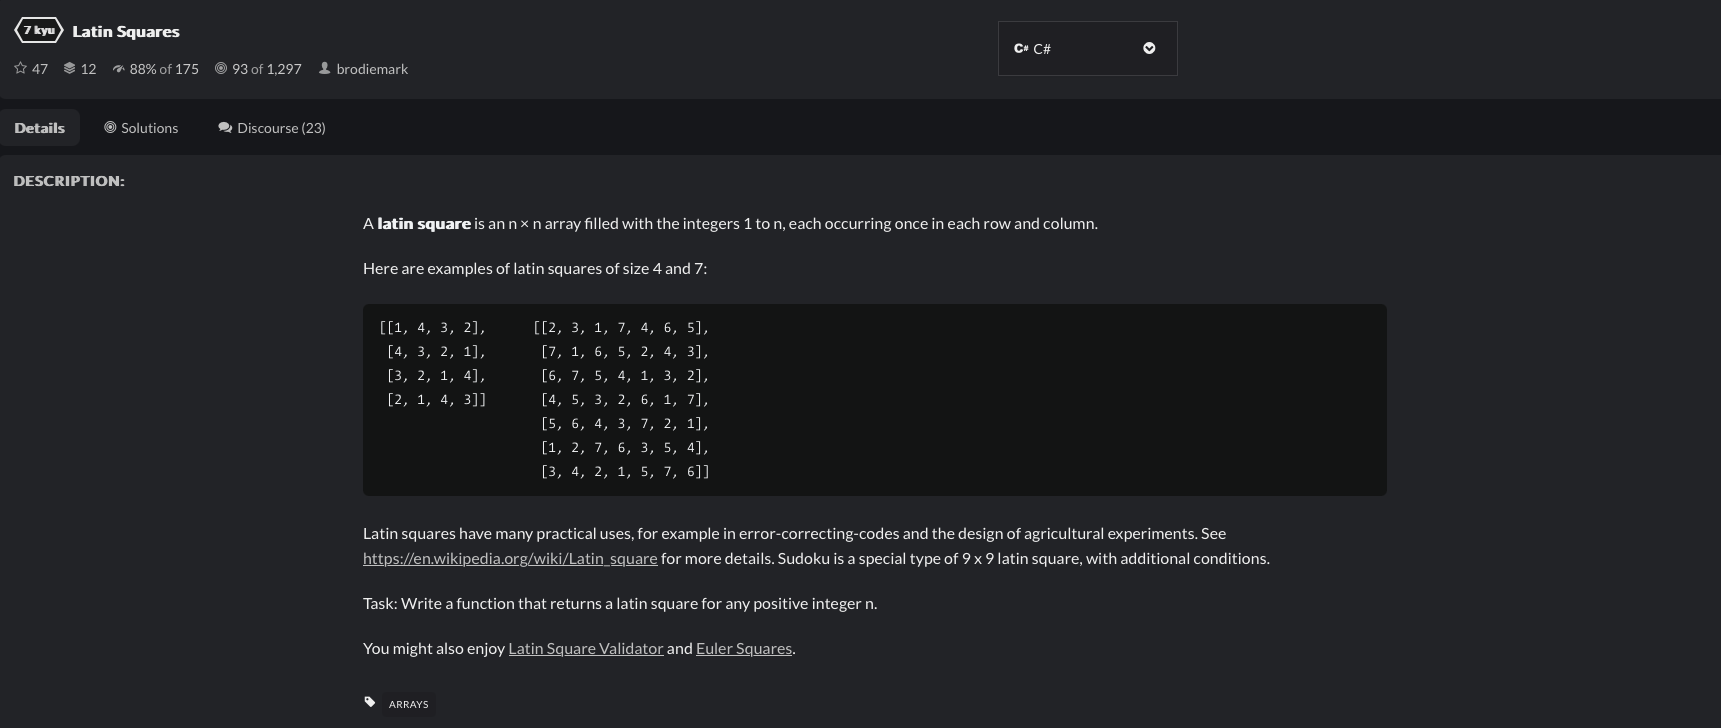 7 kyu Latin Squares
47 12 88% of 175 93 of 1,297 brodiemark
C# C#
Details Solutions Discourse (23)
DESCRIPTION:
A latin square is an n × n array filled with the integers 1 to n, each occurring once in each row and column.
Here are examples of latin squares of size 4 and 7:
[[1, 4, 3, 2],      [[2, 3, 1, 7, 4, 6, 5],
[4, 3, 2, 1],       [7, 1, 6, 5, 2, 4, 3],
[3, 2, 1, 4],       [6, 7, 5, 4, 1, 3, 2],
[2, 1, 4, 3]]       [4, 5, 3, 2, 6, 1, 7],
[5, 6, 4, 3, 7, 2, 1],
[1, 2, 7, 6, 3, 5, 4],
[3, 4, 2, 1, 5, 7, 6]]
Latin squares have many practical uses, for example in error-correcting-codes and the design of agricultural experiments. See
https://en.wikipedia.org/wiki/Latin_square for more details. Sudoku is a special type of 9 x 9 latin square, with additional conditions.
Task: Write a function that returns a latin square for any positive integer n.
You might also enjoy Latin Square Validator and Euler Squares.
ARRAYS